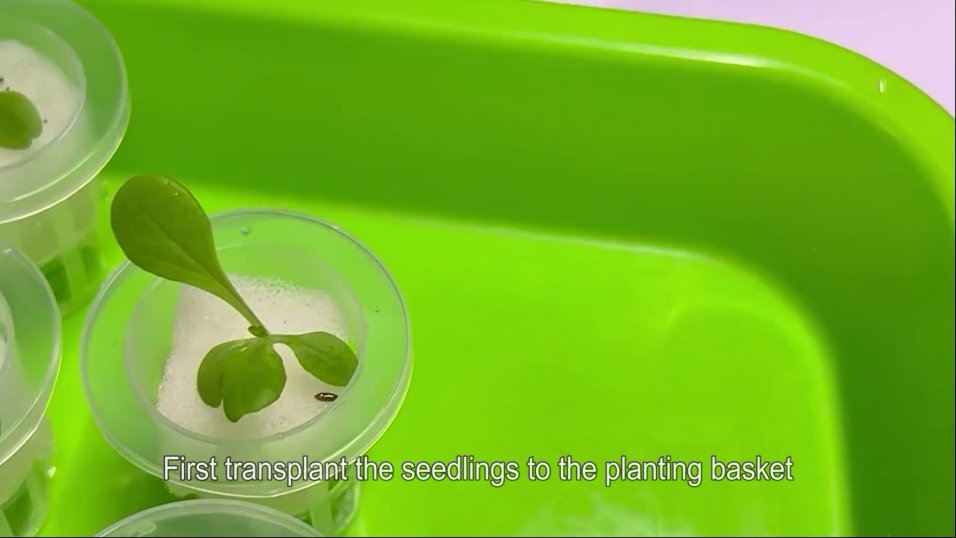 First transplant the seedlings to the planting basket